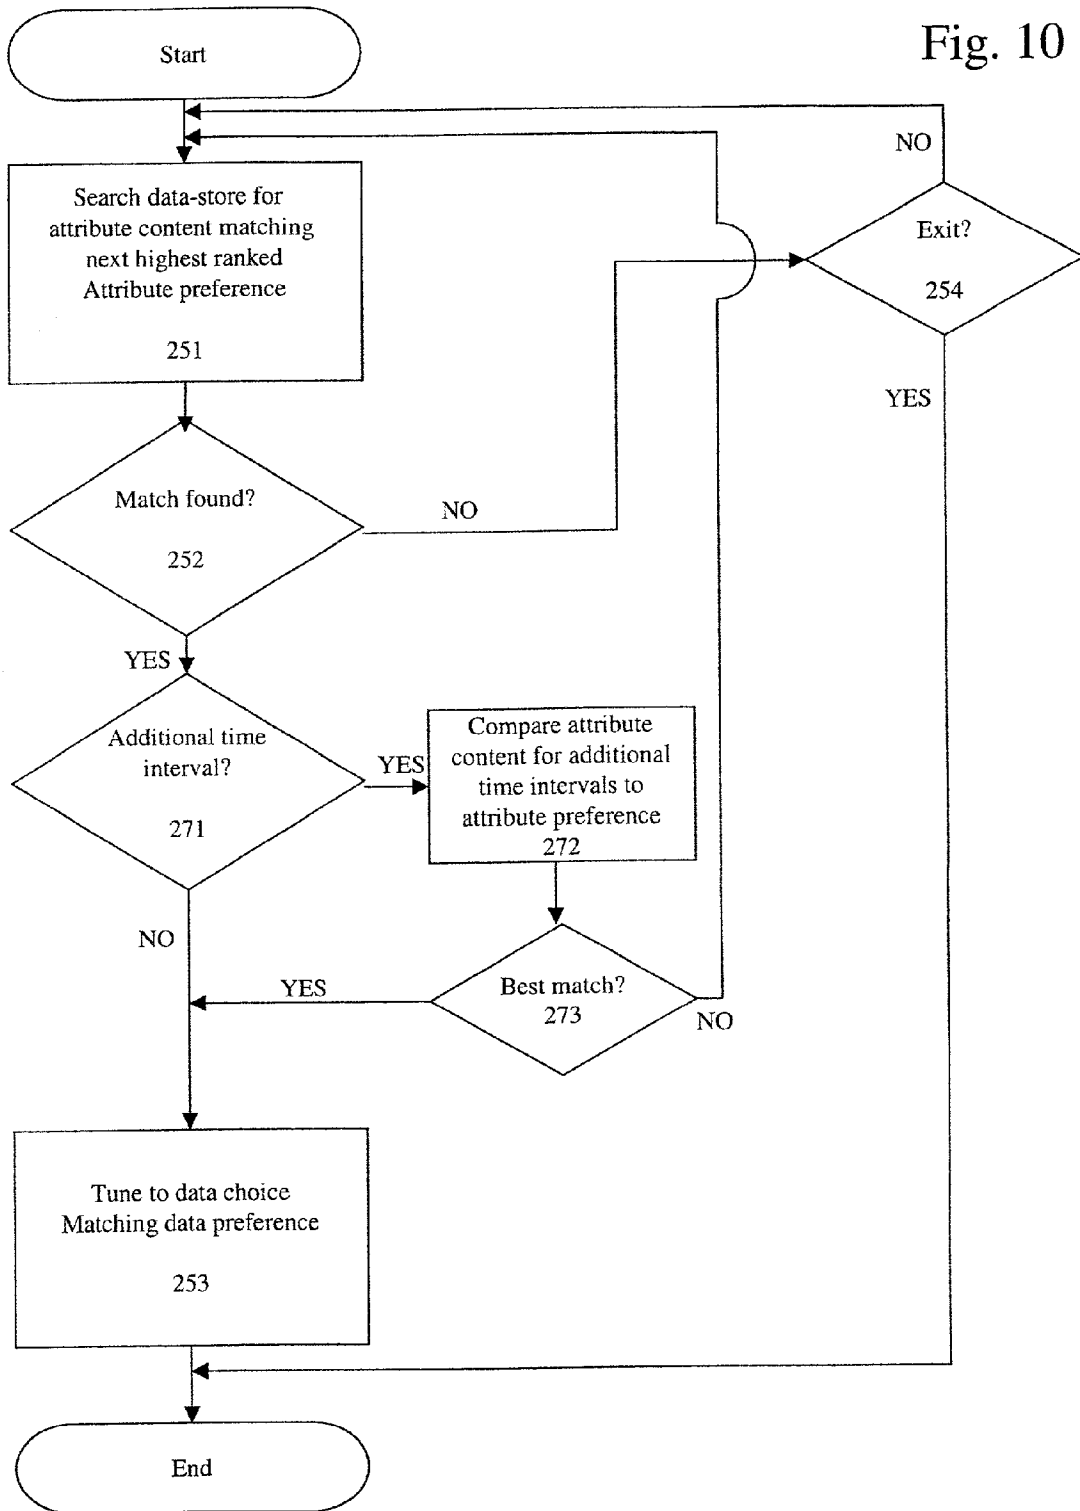 Fig. 10
Start
NO
Search data-store for
attribute content matching
next highest ranked
Attribute preference
251
Exit?
254
YES
Match found?
252
NO
YES
Additional time
interval?
271
YES
Compare attribute
content for additional
time intervals to
attribute preference
272
NO
Best match?
273
YES
NO
Tune to data choice
Matching data preference
253
End